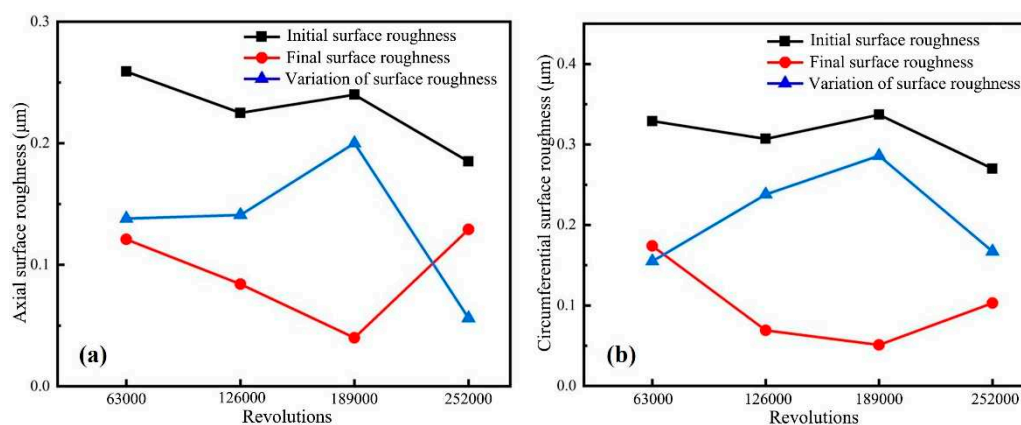 0.3
0.2
0.1
0.0
Axial surface roughness (μm)
Initial surface roughness
Final surface roughness
Variation of surface roughness
(a)
63000 126000 189000 252000
Revolutions
0.4
0.3
0.2
0.1
0.0
Circumferential surface roughness (μm)
Initial surface roughness
Final surface roughness
Variation of surface roughness
(b)
63000 126000 189000 252000
Revolutions